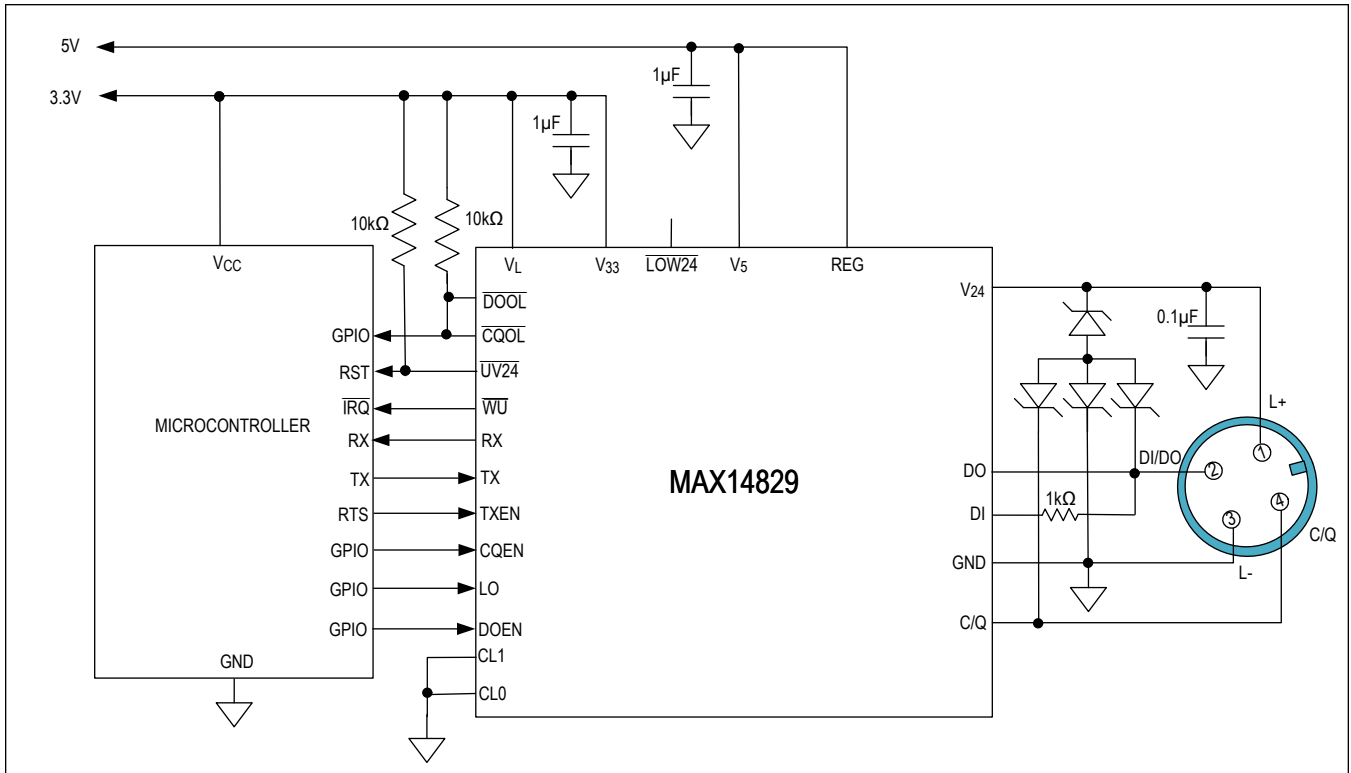 5V
1µF
3.3V
1µF
10kΩ
10kΩ
VCC
VL
V33
LOW24
V5
REG
V24
DOOL
0.1µF
GPIO
CQOL
RST
UV24
IRQ
WU
L+
MICROCONTROLLER
RX
RX
1
DI/DO
2
DO
TX
TX
MAX14829
1kΩ
4
DI
3
RTS
TXEN
C/Q
GPIO
CQEN
GND
L-
GPIO
LO
C/Q
GPIO
DOEN
CL1
GND
CL0